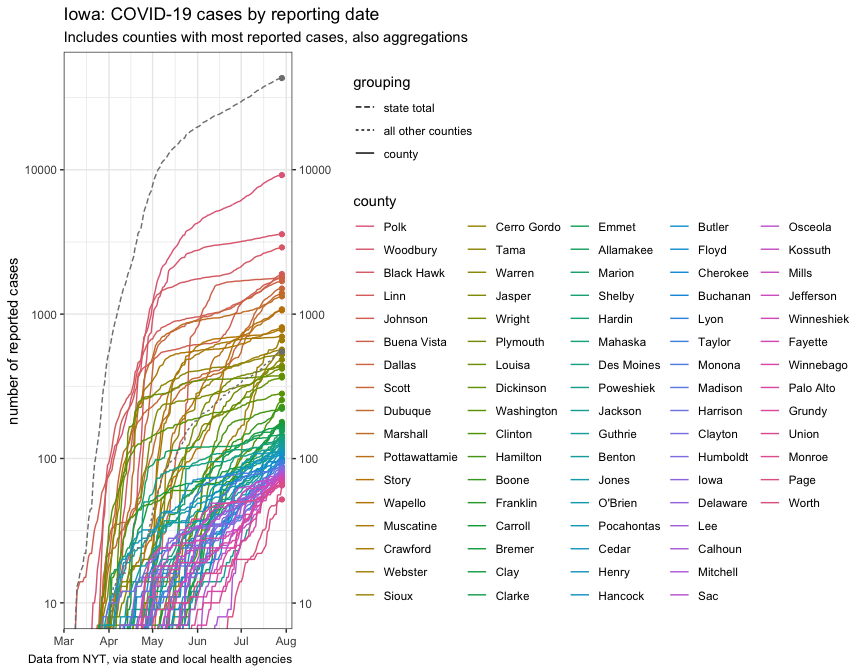 Iowa: COVID-19 cases by reporting date
Includes counties with most reported cases, also aggregations
number of reported cases
10000
1000
100
10
10000
1000
100
10
Mar Apr May Jun Jul Aug
Data from NYT, via state and local health agencies
grouping
state total
all other counties
county
county
Polk
Woodbury
Black Hawk
Linn
Johnson
Buena Vista
Dallas
Scott
Dubuque
Marshall
Pottawattamie
Story
Wapello
Muscatine
Crawford
Webster
Sioux
Cerro Gordo
Tama
Warren
Jasper
Wright
Plymouth
Louisa
Dickinson
Washington
Clinton
Hamilton
Boone
Franklin
Carroll
Bremer
Clay
Clarke
Emmet
Allamakee
Marion
Shelby
Hardin
Mahaska
Des Moines
Poweshiek
Jackson
Guthrie
Benton
Jones
O'Brien
Pocahontas
Cedar
Henry
Hancock
Butler
Floyd
Cherokee
Buchanan
Lyon
Taylor
Monona
Madison
Harrison
Clayton
Humboldt
Iowa
Delaware
Lee
Calhoun
Mitchell
Sac
Osceola
Kossuth
Mills
Jefferson
Winneshiek
Fayette
Winnebago
Palo Alto
Grundy
Union
Monroe
Page
Worth